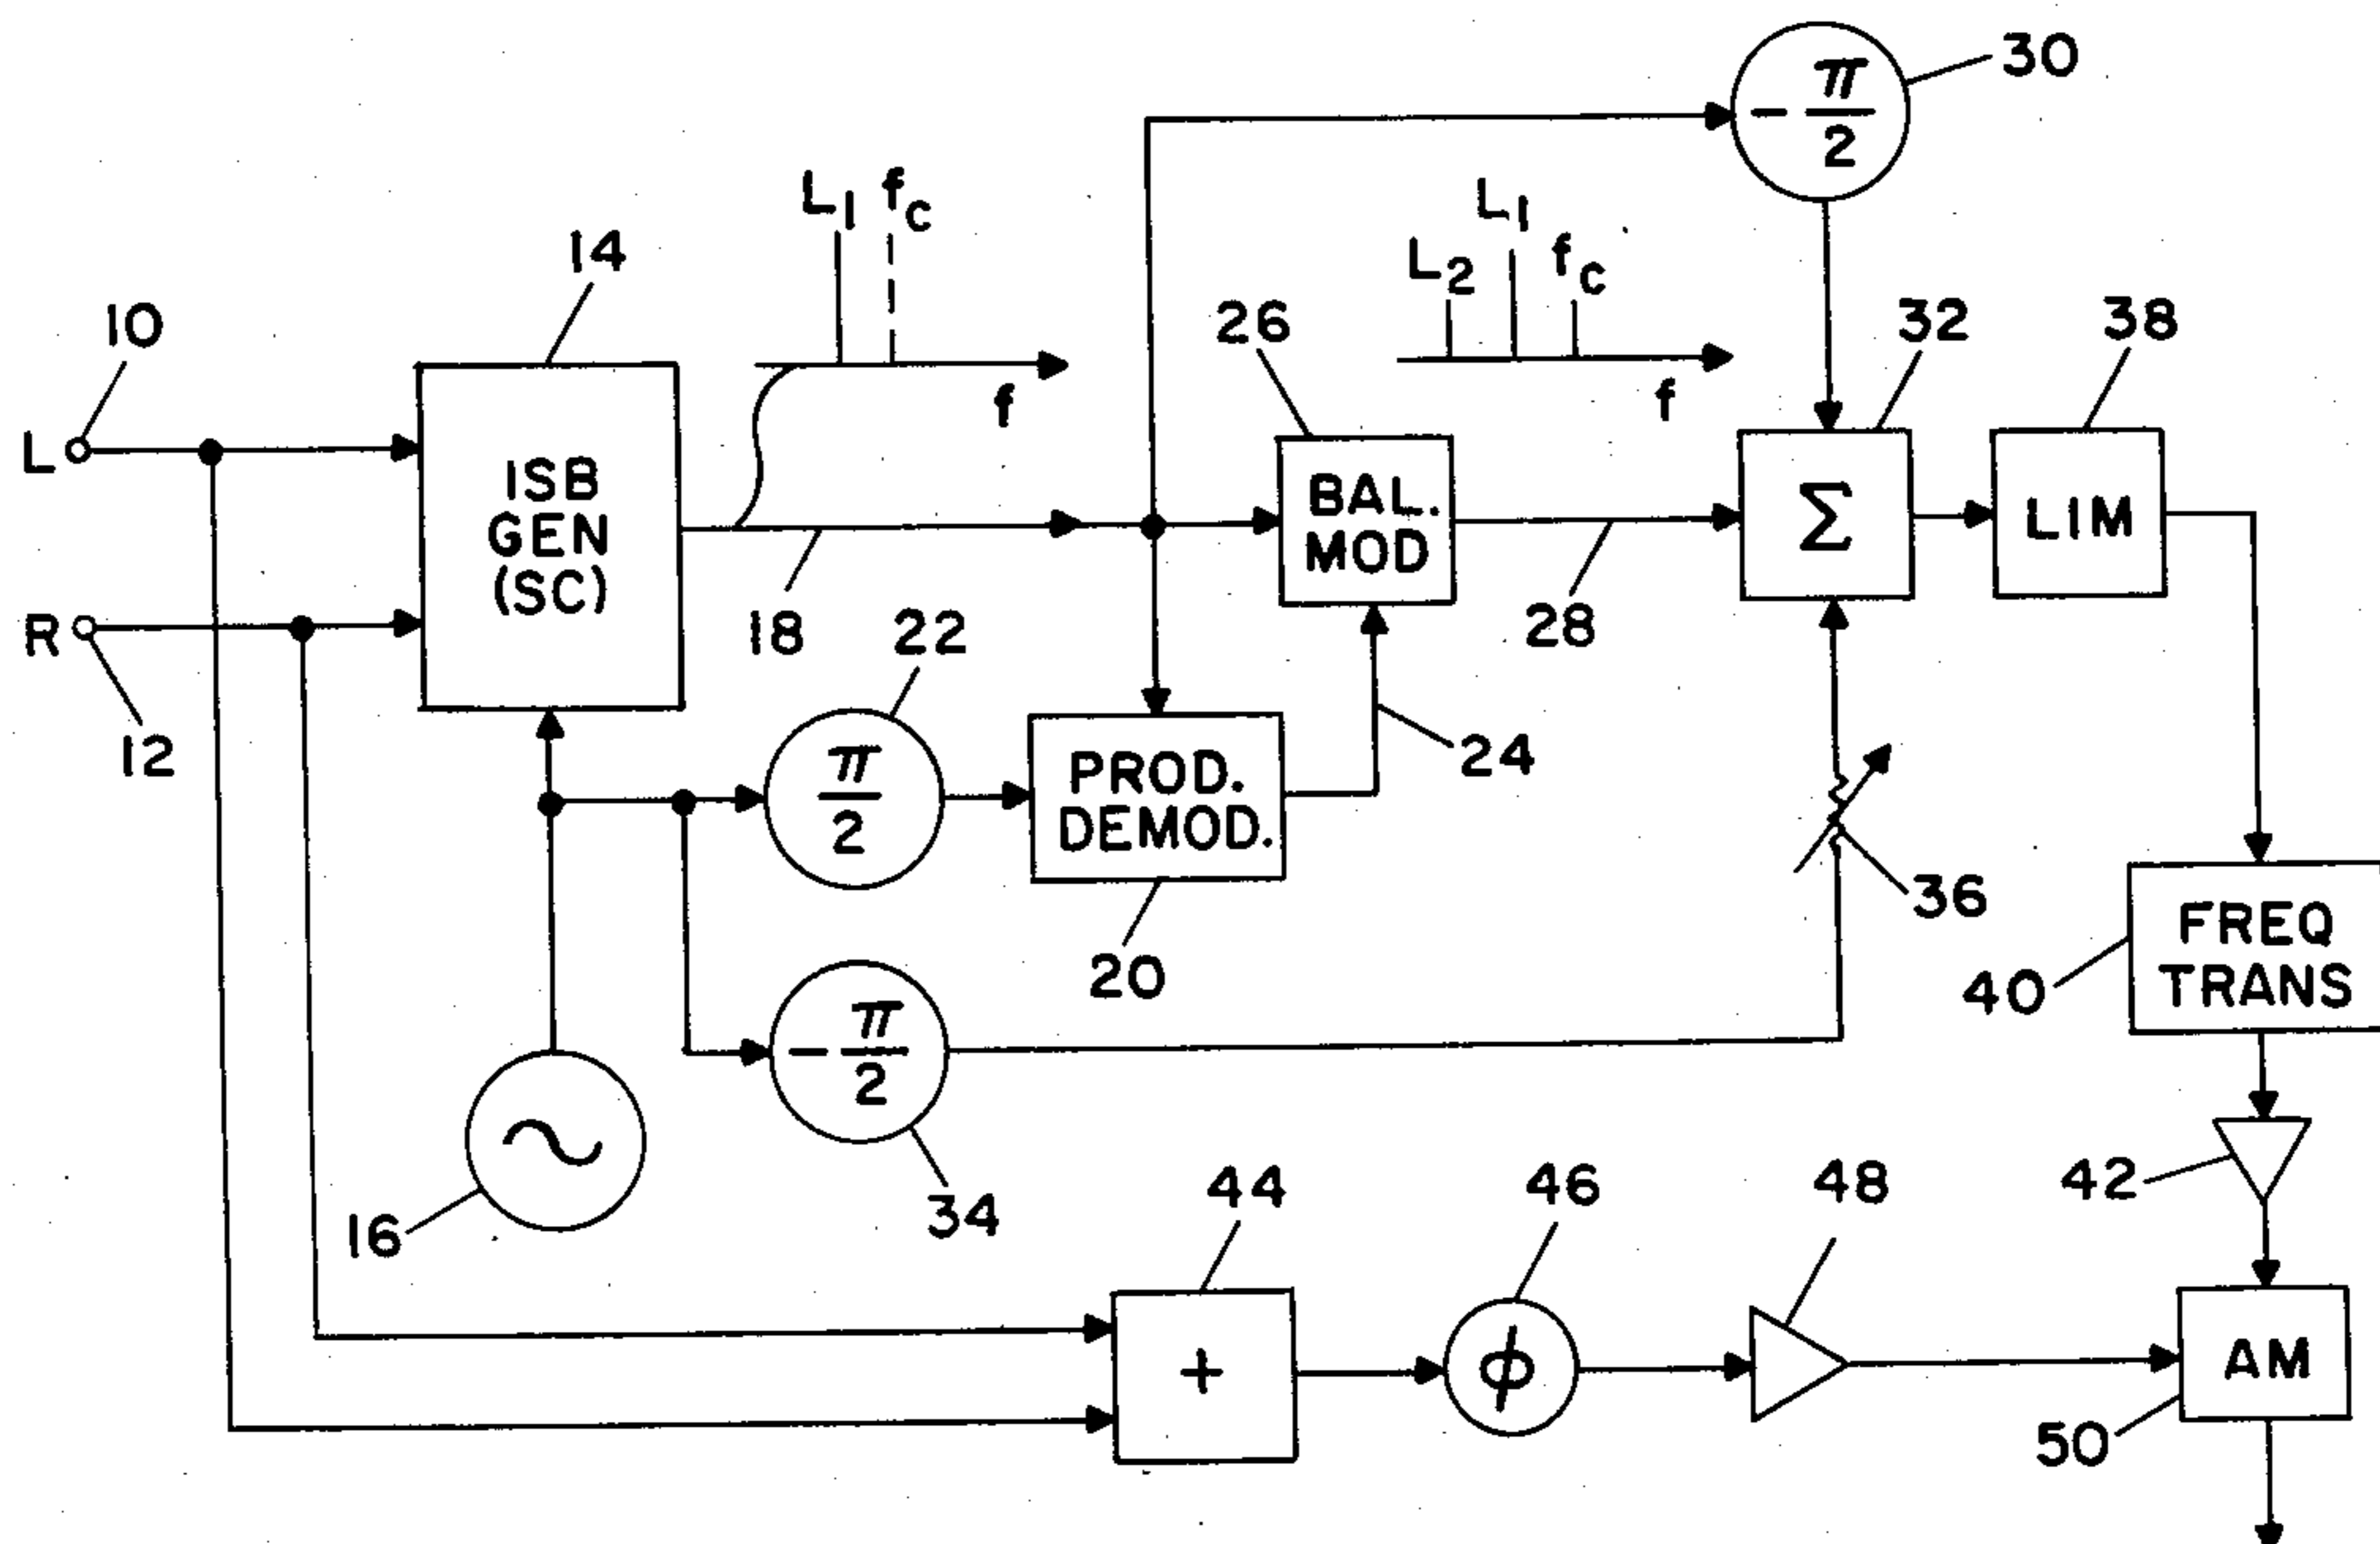 30
- π/2
L1 fc
f
14
10
L
ISB
GEN
(SC)
18
R
12
L2 L1 fc
f
26
BAL.
MOD
28
32
Σ
38
LIM
22
π/2
PROD.
DEMOD.
20
24
36
FREQ
TRANS
40
- π/2
34
16
42
44
+
46
ϕ
48
AM
50